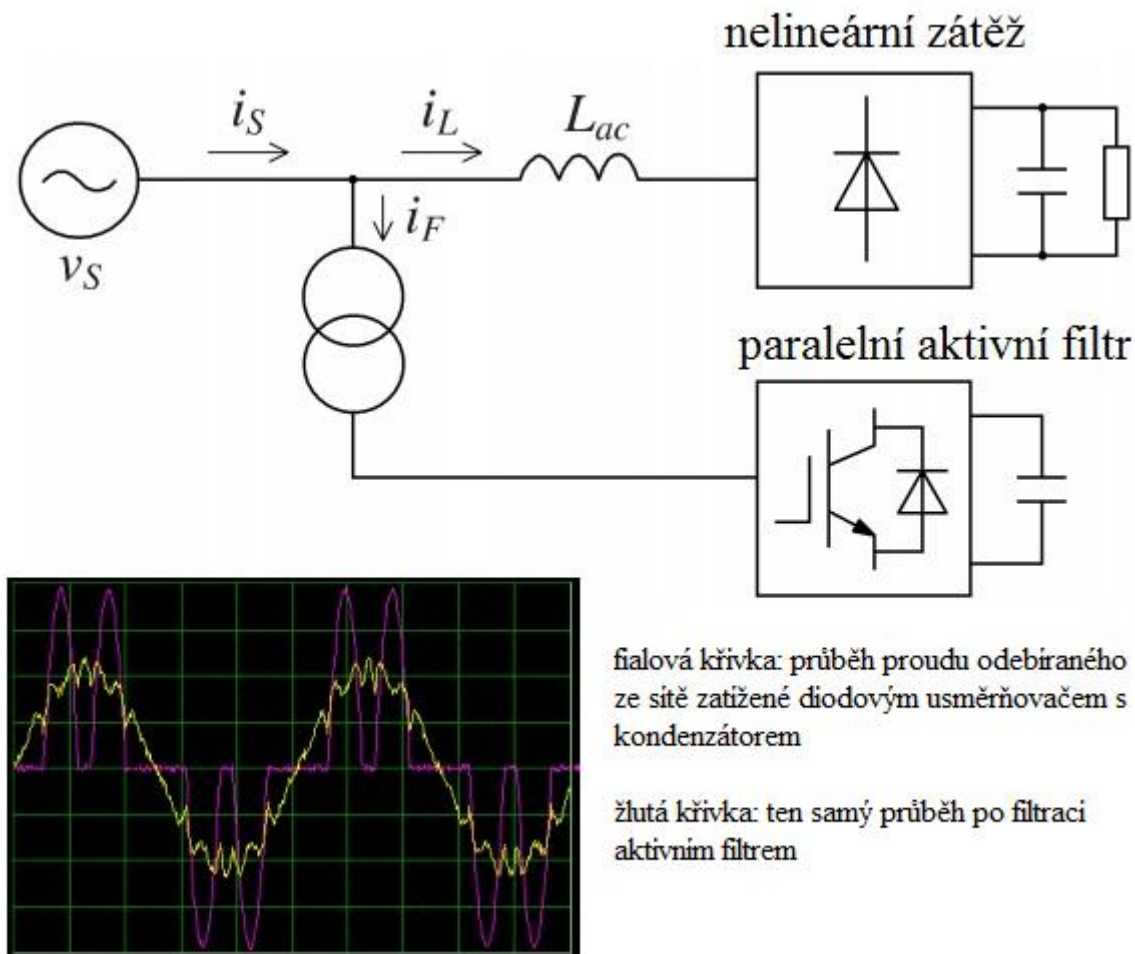 nelineární zátěž
i_S
i_L
L_ac
i_F
v_S
paralelní aktivní filtr
fialová křivka: průběh proudu odebíraného
ze sítě zatížené diodovým usměrňovačem s
kondenzátorem
žlutá křivka: ten samý průběh po filtraci
aktivním filtrem